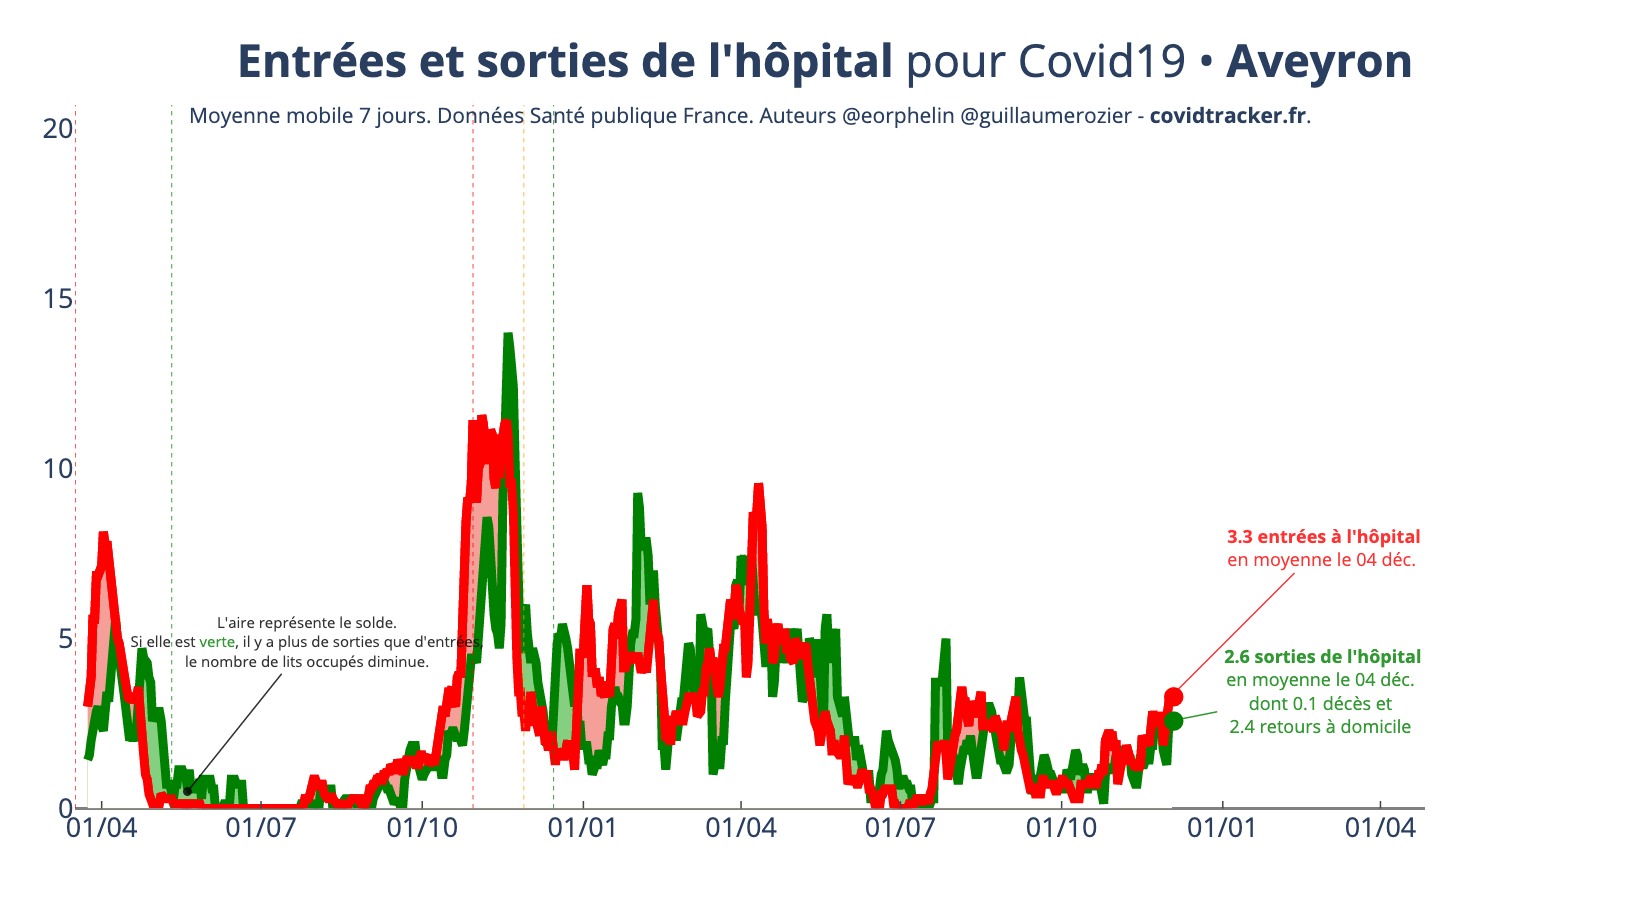 Entrées et sorties de l'hôpital pour Covid19 • Aveyron
Moyenne mobile 7 jours. Données Santé publique France. Auteurs @eorphelin @guillaumerozier - covidtracker.fr.
20
15
10
5
0
L'aire représente le solde.
Si elle est verte, il y a plus de sorties que d'entrées,
le nombre de lits occupés diminue.
3.3 entrées à l'hôpital
en moyenne le 04 déc.
2.6 sorties de l'hôpital
en moyenne le 04 déc.
dont 0.1 décès et
2.4 retours à domicile
01/04 01/07 01/10 01/01 01/04 01/07 01/10 01/01 01/04